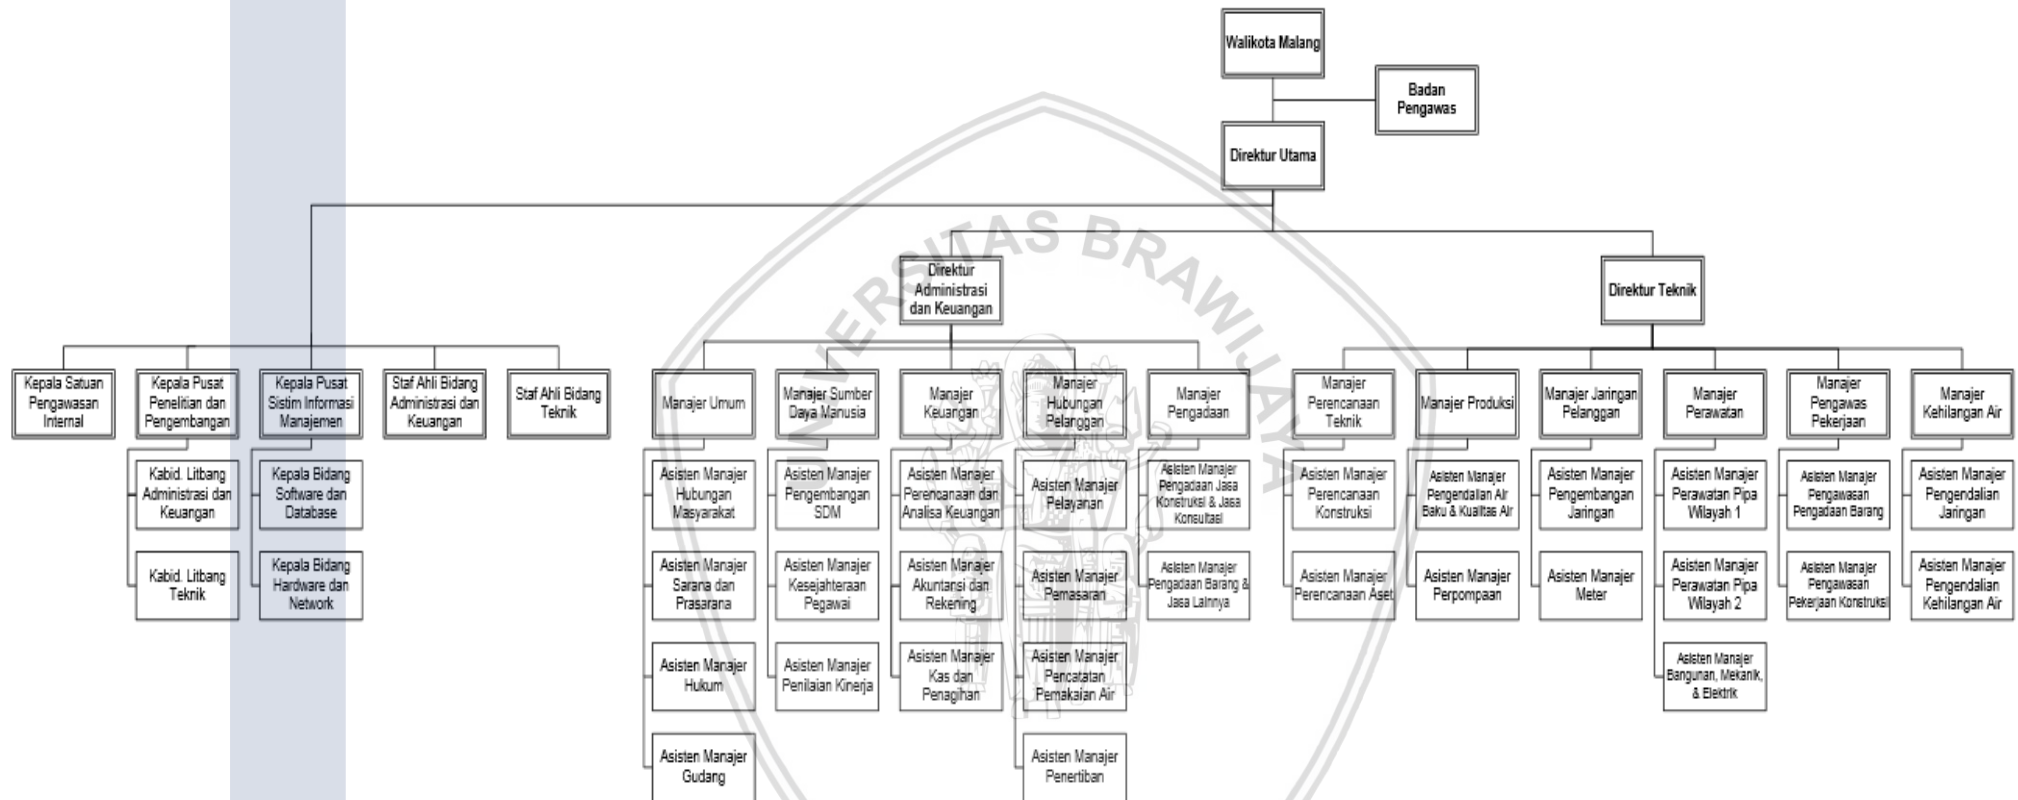 Walikota Malang
Badan
Pengawas
Direktur Utama
UNIVERSITAS BRAWIJAYA
Direktur
Administrasi
dan Keuangan
Direktur Teknik
Kepala Satuan
Pengawasan
Internal
Kepala Pusat
Penelitian dan
Pengembangan
Kepala Pusat
Sistim Informasi
Manajemen
Staf Ahli Bidang
Administrasi dan
Keuangan
Staf Ahli Bidang
Teknik
Manajer Umum
Manajer Sumber
Daya Manusia
Manajer
Keuangan
Manajer
Hubungan
Pelanggan
Manajer
Pengadaan
Manajer
Perencanaan
Teknik
Manajer Produksi
Manajer Jaringan
Pelanggan
Manajer
Perawatan
Manajer
Pengawas
Pekerjaan
Manajer
Kehilangan Air
Kabid. Litbang
Administrasi dan
Keuangan
Kepala Bidang
Software dan
Database
Asisten Manajer
Hubungan
Masyarakat
Asisten Manajer
Pengembangan
SDM
Asisten Manajer
Perencanaan dan
Analisa Keuangan
Asisten Manajer
Pelayanan
Asisten Manajer
Pengadaan Jasa
Konstruksi & Jasa
Konsultasi
Asisten Manajer
Perencanaan
Konstruksi
Asisten Manajer
Pengendalian Air
Baku & Kualitas Air
Asisten Manajer
Pengembangan
Jaringan
Asisten Manajer
Perawatan Pipa
Wilayah 1
Asisten Manajer
Pengawasan
Pengadaan Barang
Asisten Manajer
Pengendalian
Jaringan
Kabid. Litbang
Teknik
Kepala Bidang
Hardware dan
Network
Asisten Manajer
Sarana dan
Prasarana
Asisten Manajer
Kesejahteraan
Pegawai
Asisten Manajer
Akuntansi dan
Rekening
Asisten Manajer
Pemasaran
Asisten Manajer
Pengadaan Barang &
Jasa Lainnya
Asisten Manajer
Perencanaan Aset
Asisten Manajer
Perpompaan
Asisten Manajer
Meter
Asisten Manajer
Perawatan Pipa
Wilayah 2
Asisten Manajer
Pengawasan
Pekerjaan Konstruksi
Asisten Manajer
Pengendalian
Kehilangan Air
Asisten Manajer
Hukum
Asisten Manajer
Penilaian Kinerja
Asisten Manajer
Kas dan
Penagihan
Asisten Manajer
Pencatatan
Pemakaian Air
Asisten Manajer
Bangunan, Mekanik,
& Elektrik
Asisten Manajer
Gudang
Asisten Manajer
Penertiban